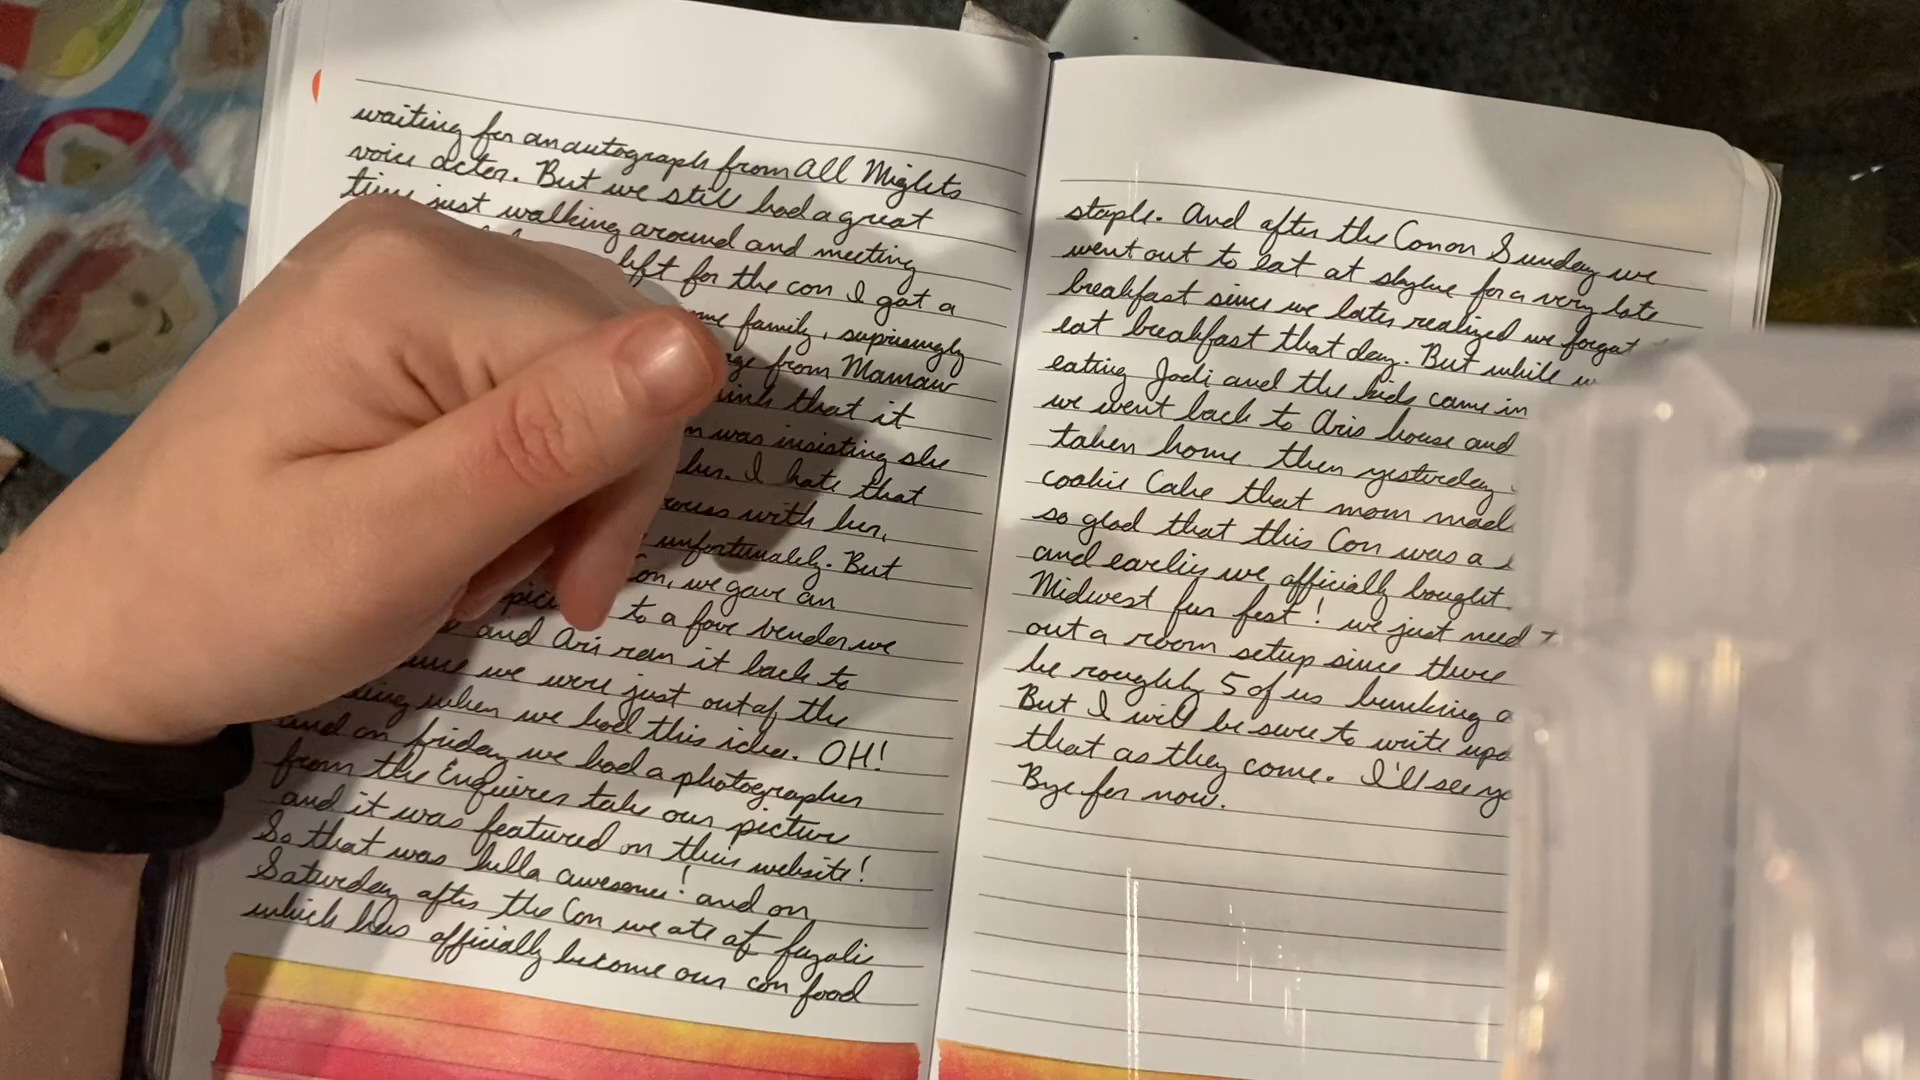 waiting for an autograph from All Mights
voice acter. But we still had a great
time just walking around and meeting
left for the con I got a
family, suprisingly
from Mamaw
that it
was insisting she
her. I hate that
with her,
unfortunately. But
Con, we gave an
to a fave vender we
and Aris ran it back to
we were just out of the
when we had this idea. OH!
and on friday we had a photographer
from the Enquirer take our picture
and it was featured on their website!
So that was hella awesome! and on
Saturday after the Con we ate at fuzalis
which has officially become our con food
staple. And after the Con on Sunday we
went out to eat at skyline for a very late
breakfast since we later realized we forgot
eat breakfast that day. But while
eating Jodi and the kids came in
we went back to Aris house and
taken home. then yesterday
cookie Cake that mom
so glad that this Con was a
and earlier we officially bought
Midwest fur fest! we just need
out a room setup since there
be roughly 5 of us bunking
But I will be sure to write
that as they come. I'll see
Bye for now.